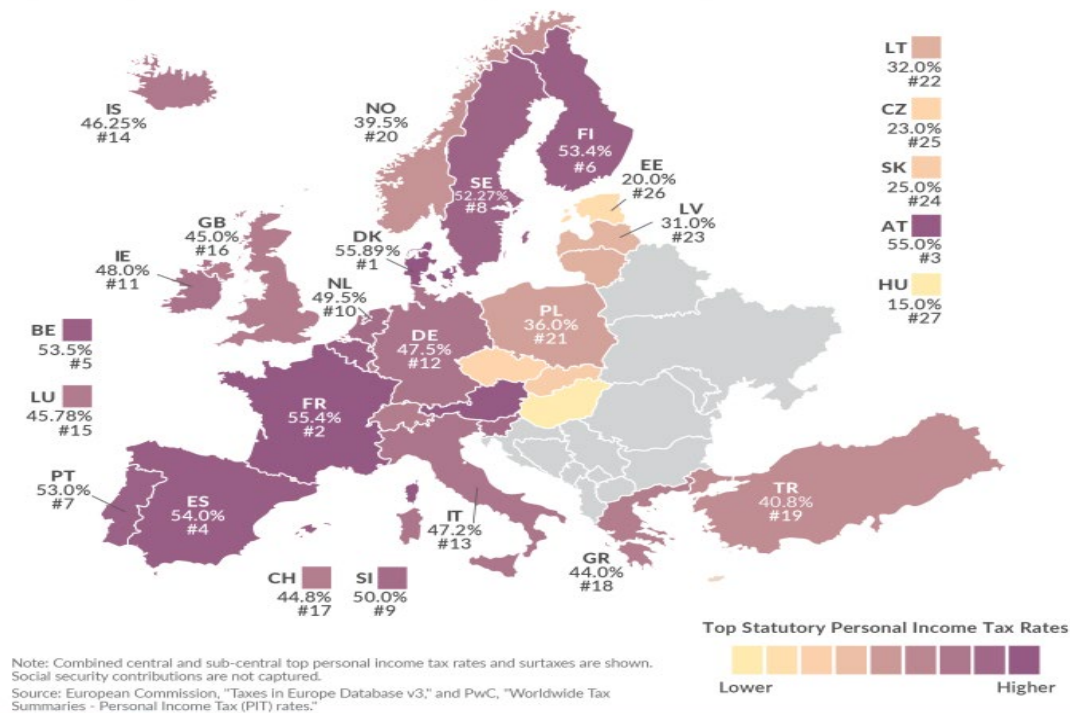 IS
46.25%
#14
NO
39.5%
#20
FI
53.4%
#6
SE
52.27%
#8
EE
20.0%
#26
LV
31.0%
#23
LT
32.0%
#22
CZ
23.0%
#25
SK
25.0%
#24
AT
55.0%
#3
HU
15.0%
#27
GB
45.0%
#16
IE
48.0%
#11
DK
55.89%
#1
NL
49.5%
#10
BE
53.5%
#5
LU
45.78%
#15
DE
47.5%
#12
PL
36.0%
#21
FR
55.4%
#2
PT
53.0%
#7
ES
54.0%
#4
IT
47.2%
#13
TR
40.8%
#19
GR
44.0%
#18
CH
44.8%
#17
SI
50.0%
#9
Top Statutory Personal Income Tax Rates
Lower Higher
Note: Combined central and sub-central top personal income tax rates and surtaxes are shown.
Social security contributions are not captured.
Source: European Commission, "Taxes in Europe Database v3," and PwC, "Worldwide Tax
Summaries - Personal Income Tax (PIT) rates."